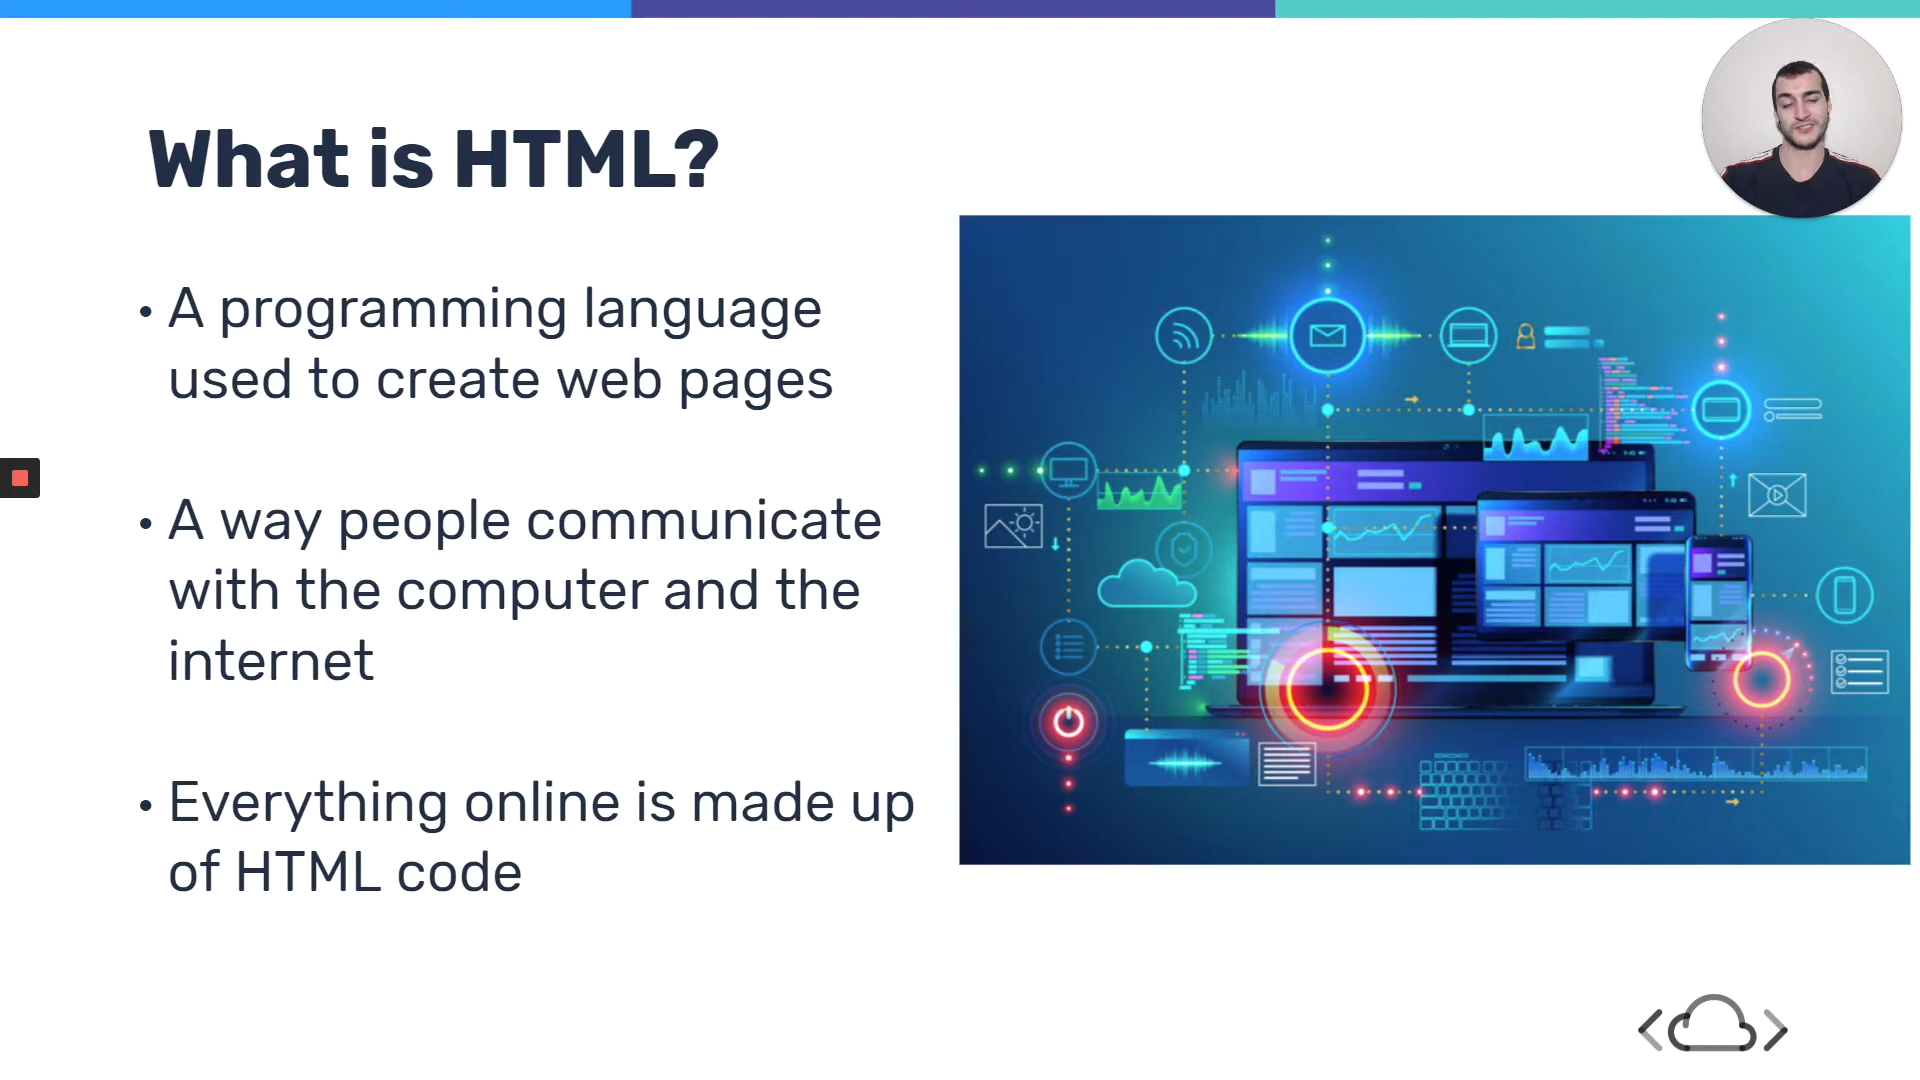 What is HTML?
• A programming language
used to create web pages
• A way people communicate
with the computer and the
internet
• Everything online is made up
of HTML code